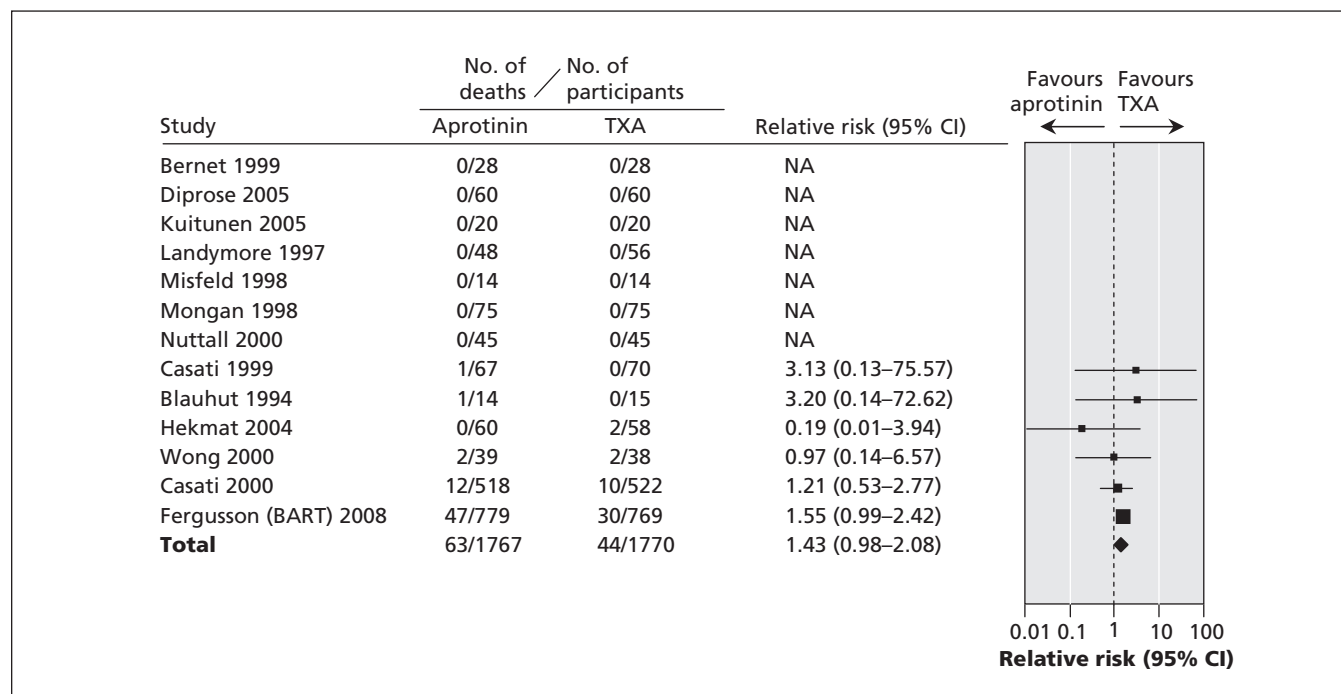 No. of deaths / No. of participants
Favours aprotinin Favours TXA
Study Aprotinin TXA Relative risk (95% CI)
Bernet 1999 0/28 0/28 NA
Diprose 2005 0/60 0/60 NA
Kuitunen 2005 0/20 0/20 NA
Landymore 1997 0/48 0/56 NA
Misfeld 1998 0/14 0/14 NA
Mongan 1998 0/75 0/75 NA
Nuttall 2000 0/45 0/45 NA
Casati 1999 1/67 0/70 3.13 (0.13–75.57)
Blauhut 1994 1/14 0/15 3.20 (0.14–72.62)
Hekmat 2004 0/60 2/58 0.19 (0.01–3.94)
Wong 2000 2/39 2/38 0.97 (0.14–6.57)
Casati 2000 12/518 10/522 1.21 (0.53–2.77)
Fergusson (BART) 2008 47/779 30/769 1.55 (0.99–2.42)
Total 63/1767 44/1770 1.43 (0.98–2.08)
0.01 0.1 1 10 100
Relative risk (95% CI)